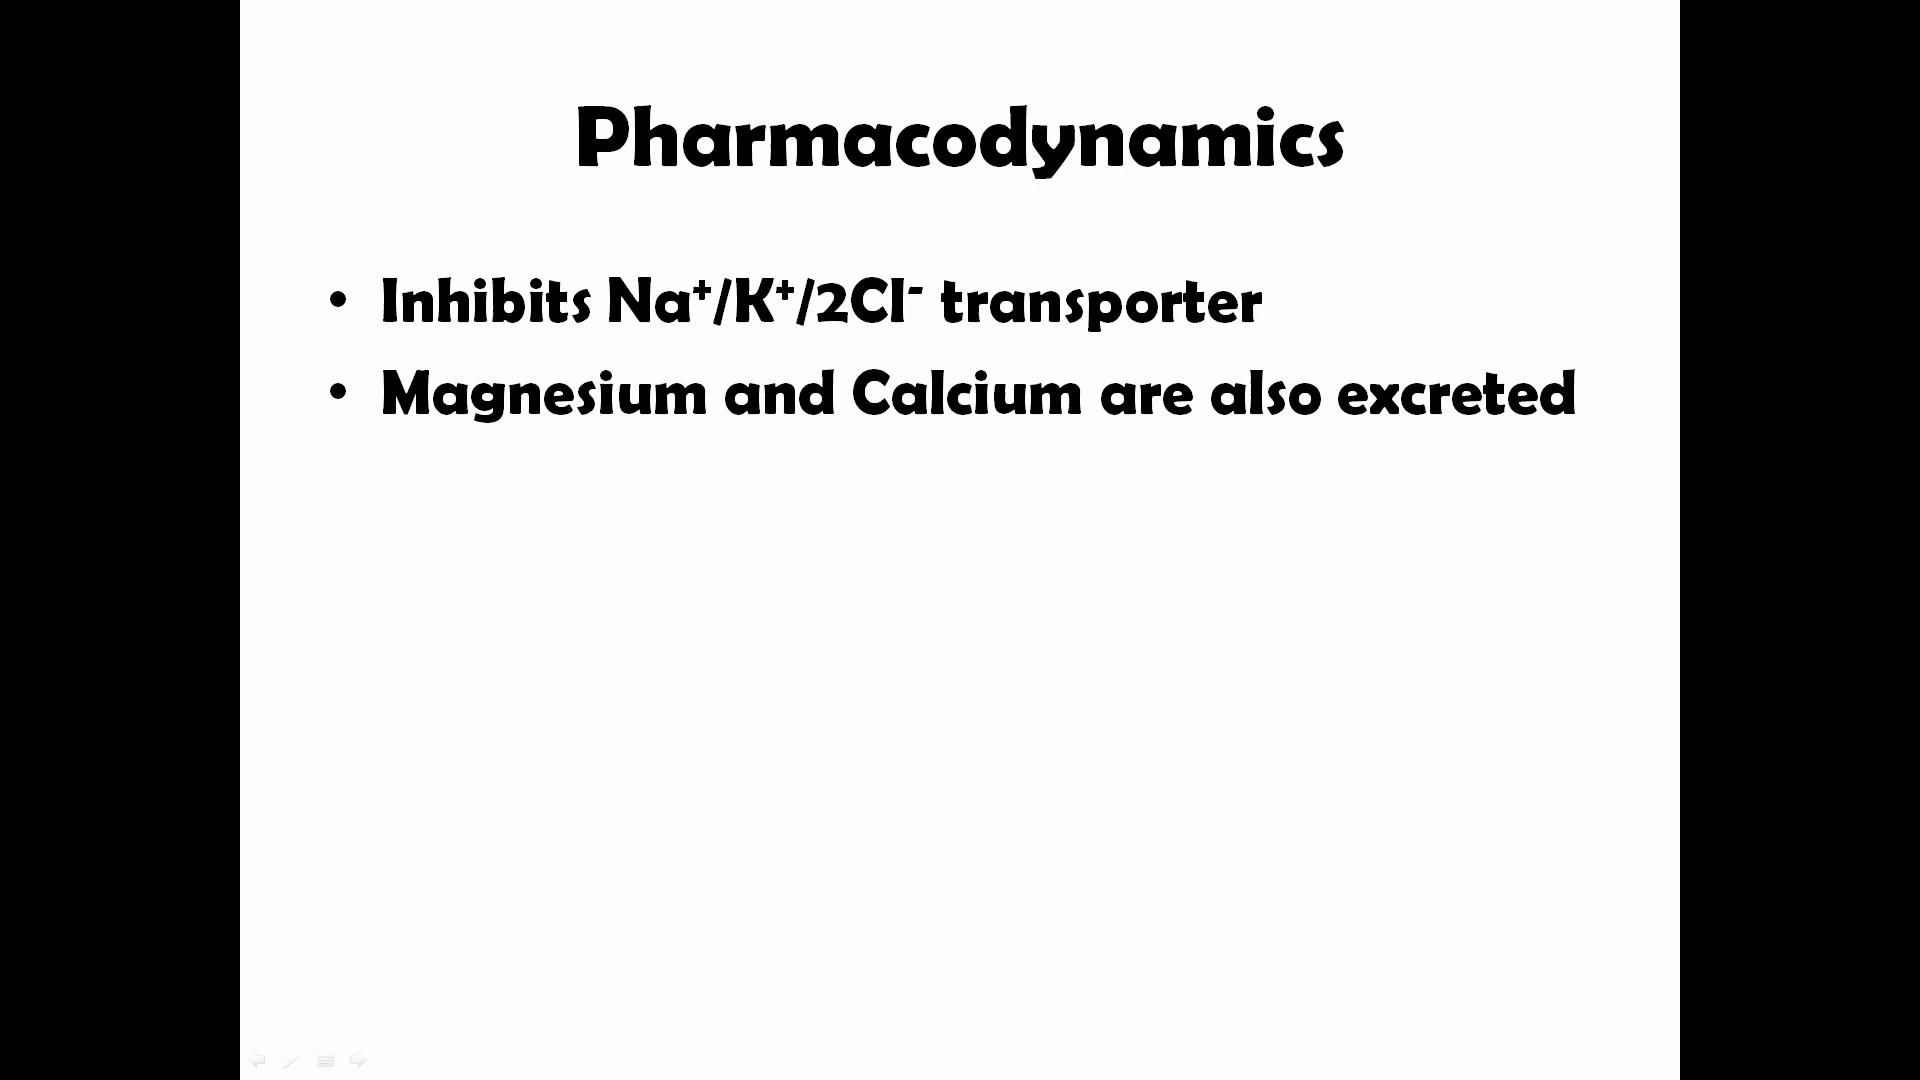 Pharmacodynamics
• Inhibits Na⁺/K⁺/2Cl⁻ transporter
• Magnesium and Calcium are also excreted